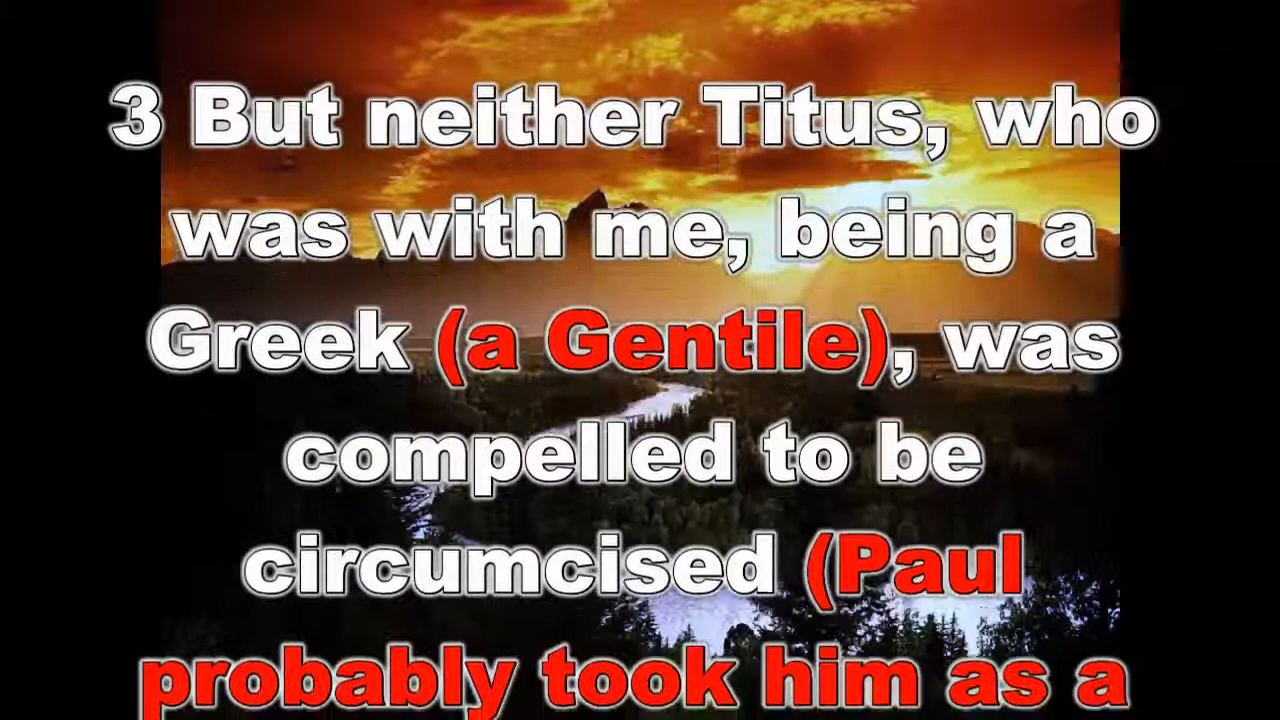 3 But neither Titus, who
was with me, being a
Greek (a Gentile), was
compelled to be
circumcised (Paul
probably took him as a